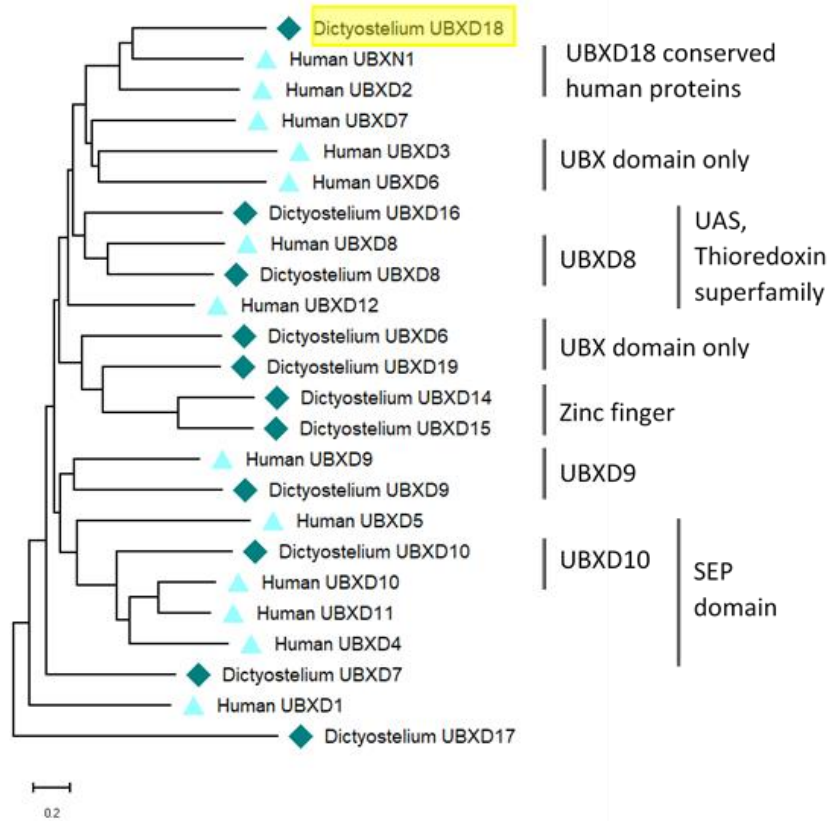 Dictyostelium UBXD18
Human UBXN1
Human UBXD2
UBXD18 conserved
human proteins
Human UBXD7
Human UBXD3
Human UBXD6
UBX domain only
Dictyostelium UBXD16
Human UBXD8
Dictyostelium UBXD8
UBXD8
Human UBXD12
UAS,
Thioredoxin
superfamily
Dictyostelium UBXD6
Dictyostelium UBXD19
UBX domain only
Dictyostelium UBXD14
Dictyostelium UBXD15
Zinc finger
Human UBXD9
Dictyostelium UBXD9
UBXD9
Human UBXD5
Dictyostelium UBXD10
Human UBXD10
UBXD10
Human UBXD11
Human UBXD4
SEP
domain
Dictyostelium UBXD7
Human UBXD1
Dictyostelium UBXD17
0.2